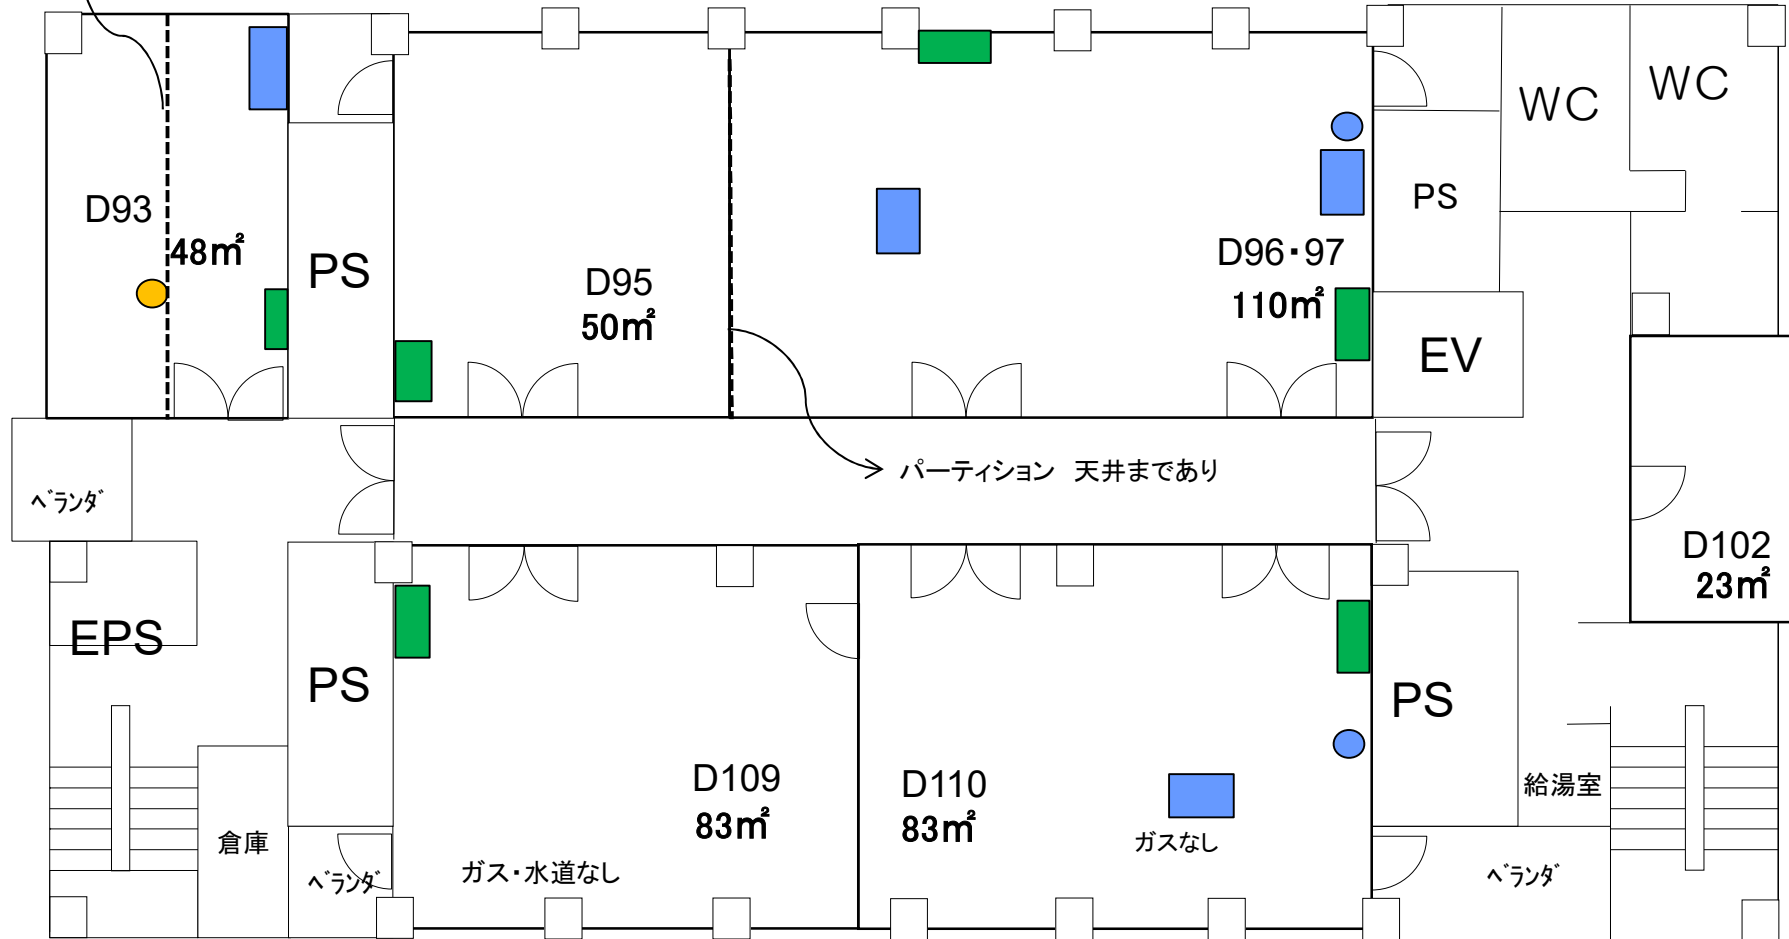 WC
WC
D93
48㎡
PS
D95
50㎡
D96・97
110㎡
PS
EV
パーティション 天井まであり
ベランダ
D102
23㎡
EPS
PS
PS
D109
83㎡
D110
83㎡
給湯室
倉庫
ガスなし
ガス・水道なし
ベランダ
ベランダ